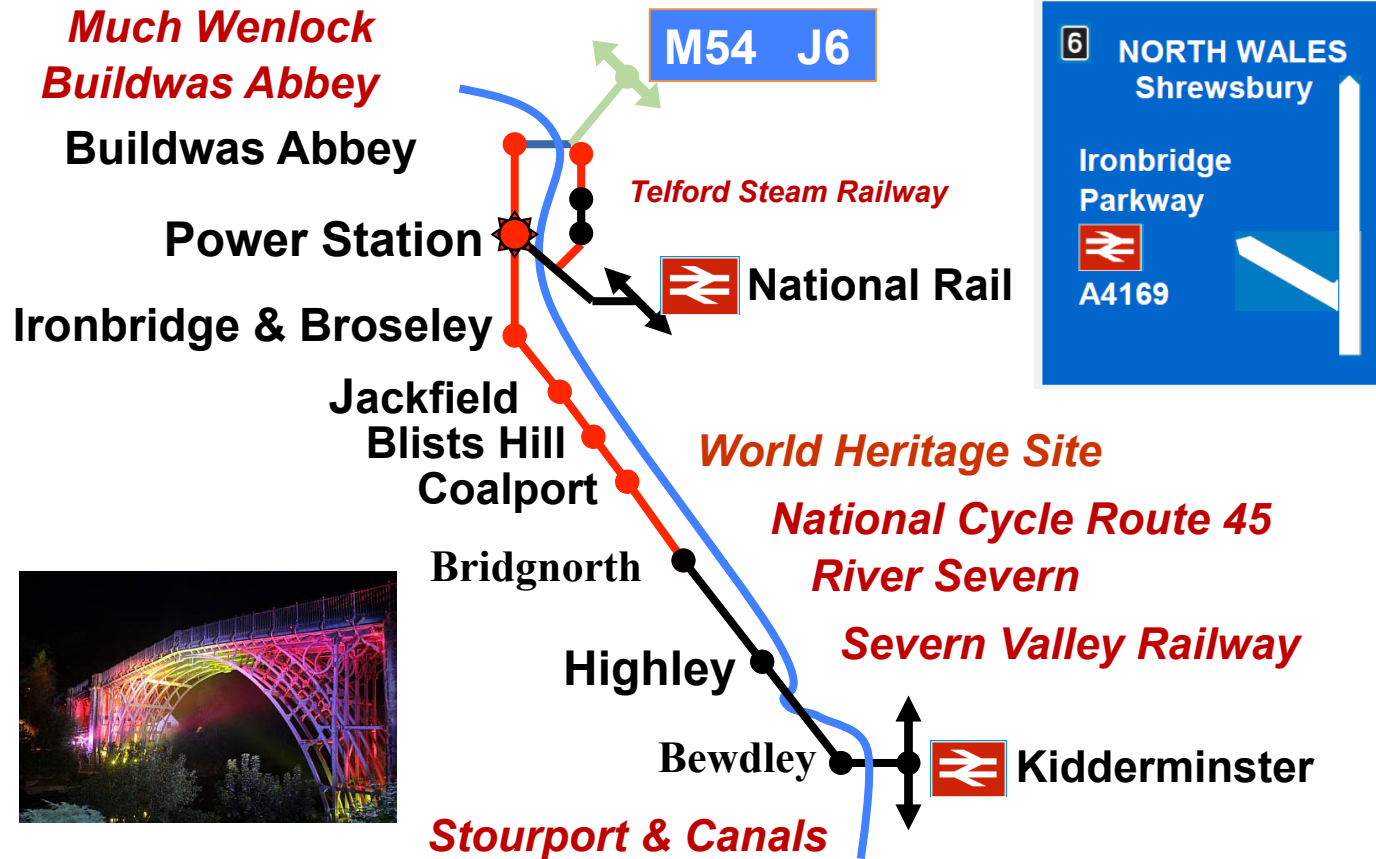 Much Wenlock
Buildwas Abbey
M54 J6
6
NORTH WALES
Shrewsbury
Buildwas Abbey
Ironbridge
Parkway
A4169
Telford Steam Railway
Power Station
National Rail
Ironbridge & Broseley
Jackfield
Blists Hill
Coalport
World Heritage Site
National Cycle Route 45
Bridgnorth
River Severn
Severn Valley Railway
Highley
Bewdley
Kidderminster
Stourport & Canals